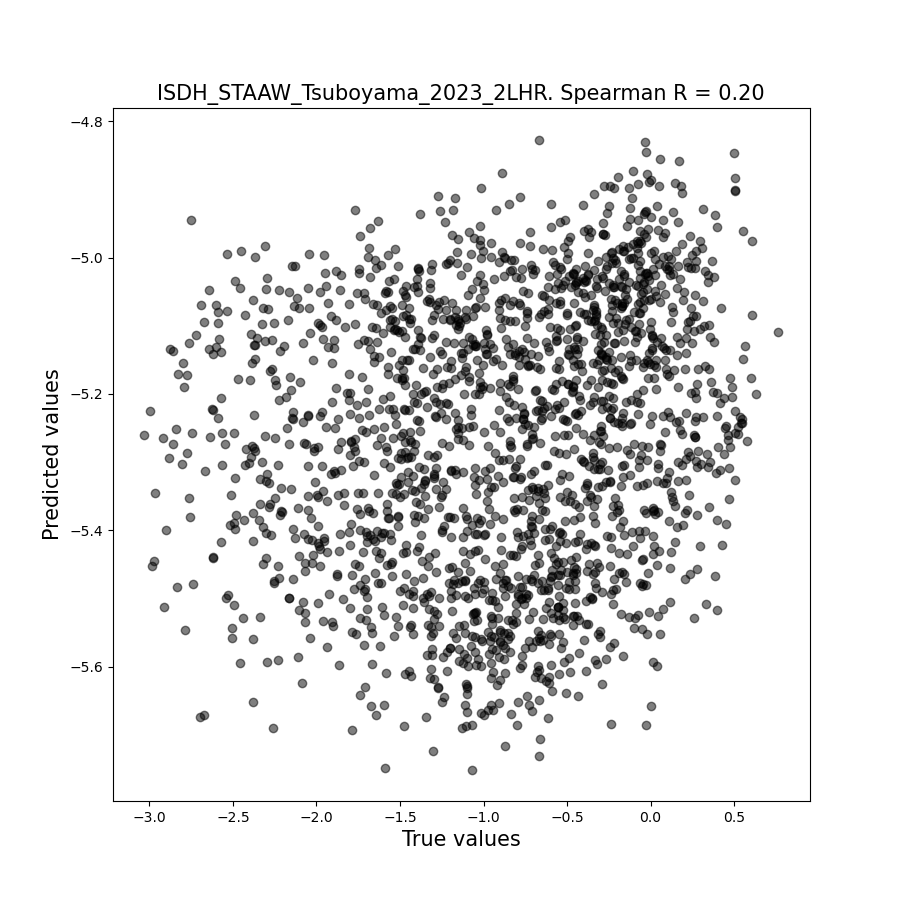 ISDH_STAAW_Tsuboyama_2023_2LHR. Spearman R = 0.20
−4.8
−5.0
−5.2
−5.4
−5.6
Predicted values
−3.0 −2.5 −2.0 −1.5 −1.0 −0.5 0.0 0.5
True values